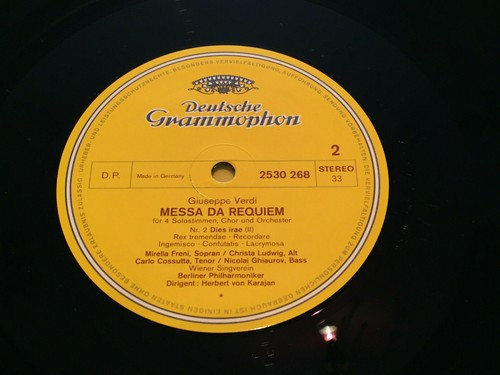 Deutsche
Grammophon
2
D.P.
Made in Germany
2530 268
STEREO
33
Giuseppe Verdi
MESSA DA REQUIEM
für 4 Solostimmen, Chor und Orchester
Nr. 2 Dies irae (II)
Rex tremendae - Recordare
Ingemisco - Confutatis - Lacrymosa
Mirella Freni, Sopran / Christa Ludwig, Alt
Carlo Cossutta, Tenor / Nicolai Ghiaurov, Bass
Wiener Singverein
Berliner Philharmoniker
Dirigent: Herbert von Karajan
*